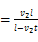 = v₂l / (l−v₂t)